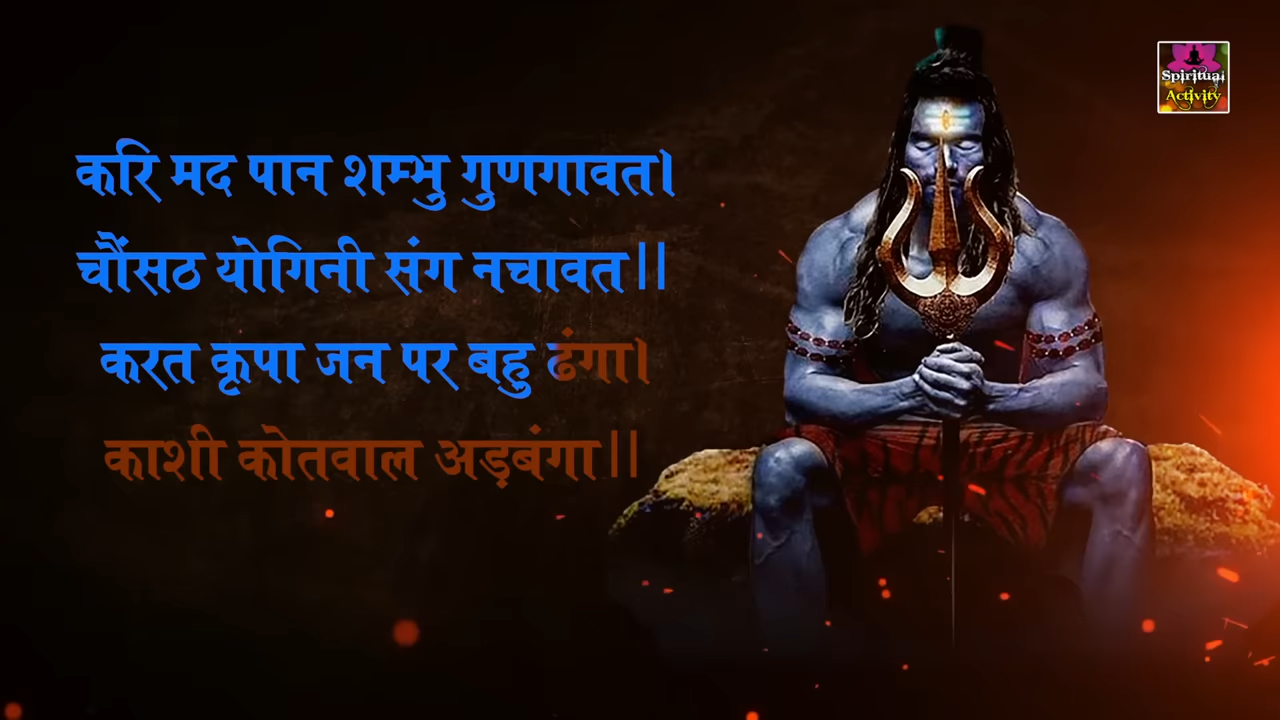 करि मद पान शम्भु गुणगावत।
चौंसठ योगिनी संग नचावत||
करत कृपा जन पर बहु ढंगा।
काशी कोतवाल अड़बंगा||
Spiritual
Activity